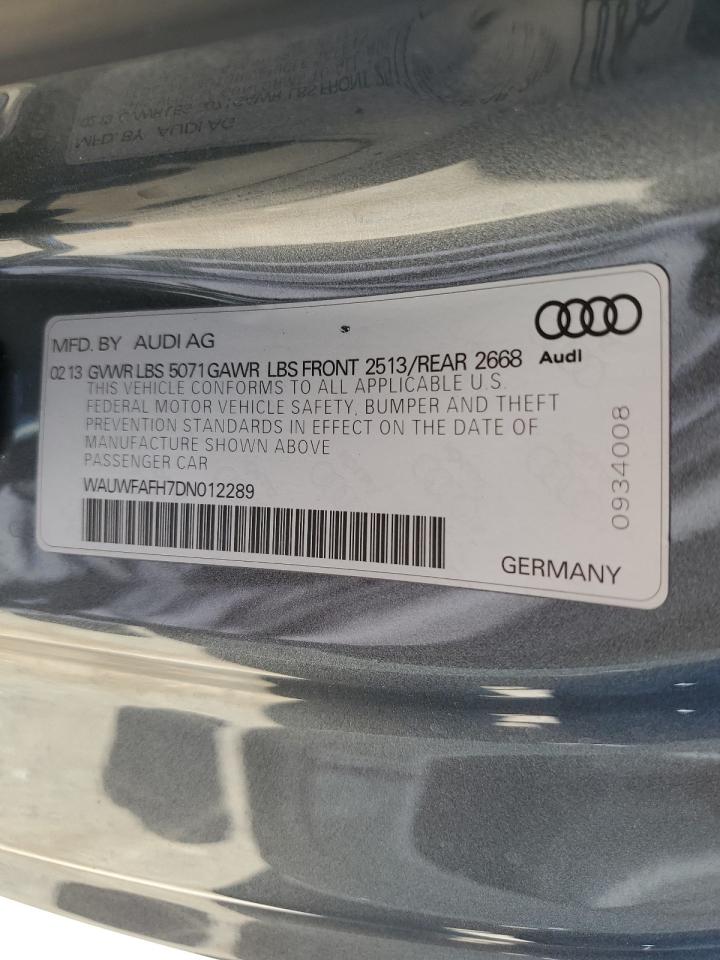 MFD. BY AUDI AG
02 13 GVWR LBS 5071 GAWR LBS FRONT 2513/REAR 2668
Audi
THIS VEHICLE CONFORMS TO ALL APPLICABLE U.S.
FEDERAL MOTOR VEHICLE SAFETY, BUMPER AND THEFT
PREVENTION STANDARDS IN EFFECT ON THE DATE OF
MANUFACTURE SHOWN ABOVE
PASSENGER CAR
WAUWFAFH7DN012289
0934008
GERMANY